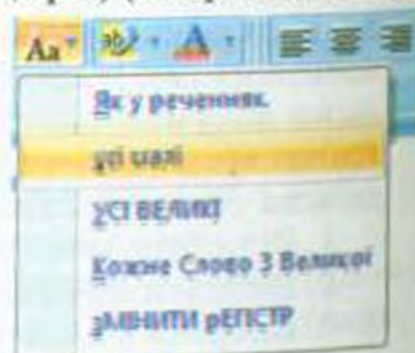 Aa
Як у реченнях.
усі малі
УСІ ВЕЛИКІ
Кожне Слово З Великої
зМІНИТИ рЕГІСТР